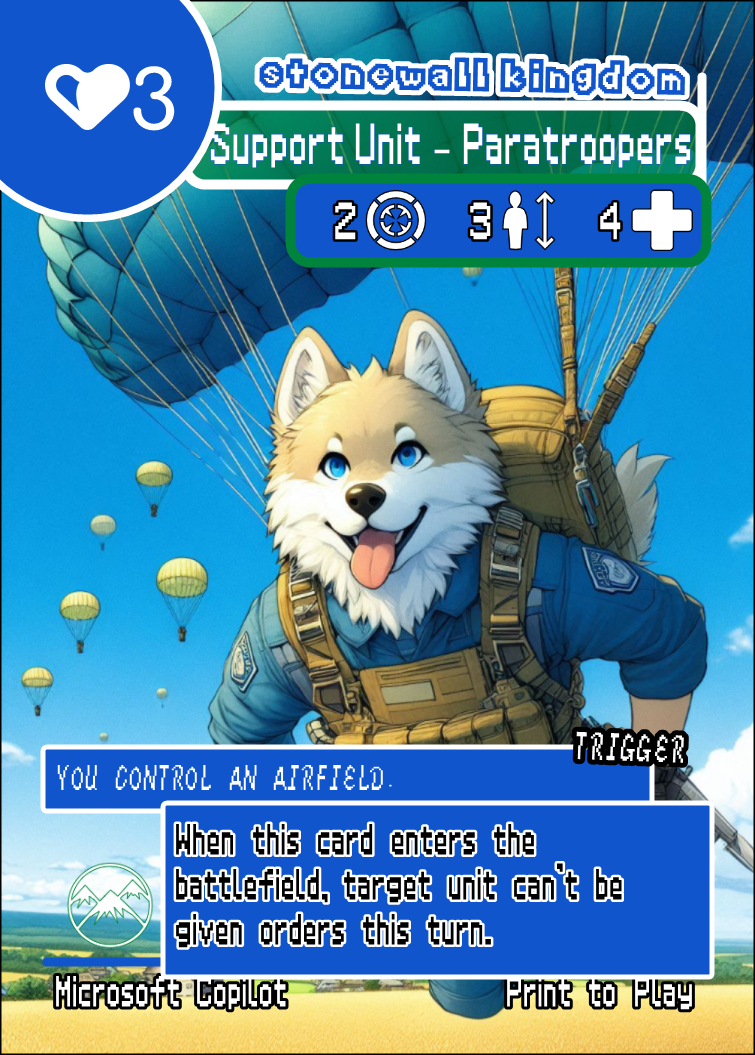 3
stonewall kingdom
Support Unit - Paratroopers
2 3 4
TRIGGER
YOU CONTROL AN AIRFIELD.
When this card enters the
battlefield, target unit can't be
given orders this turn.
Microsoft Copilot
Print to Play